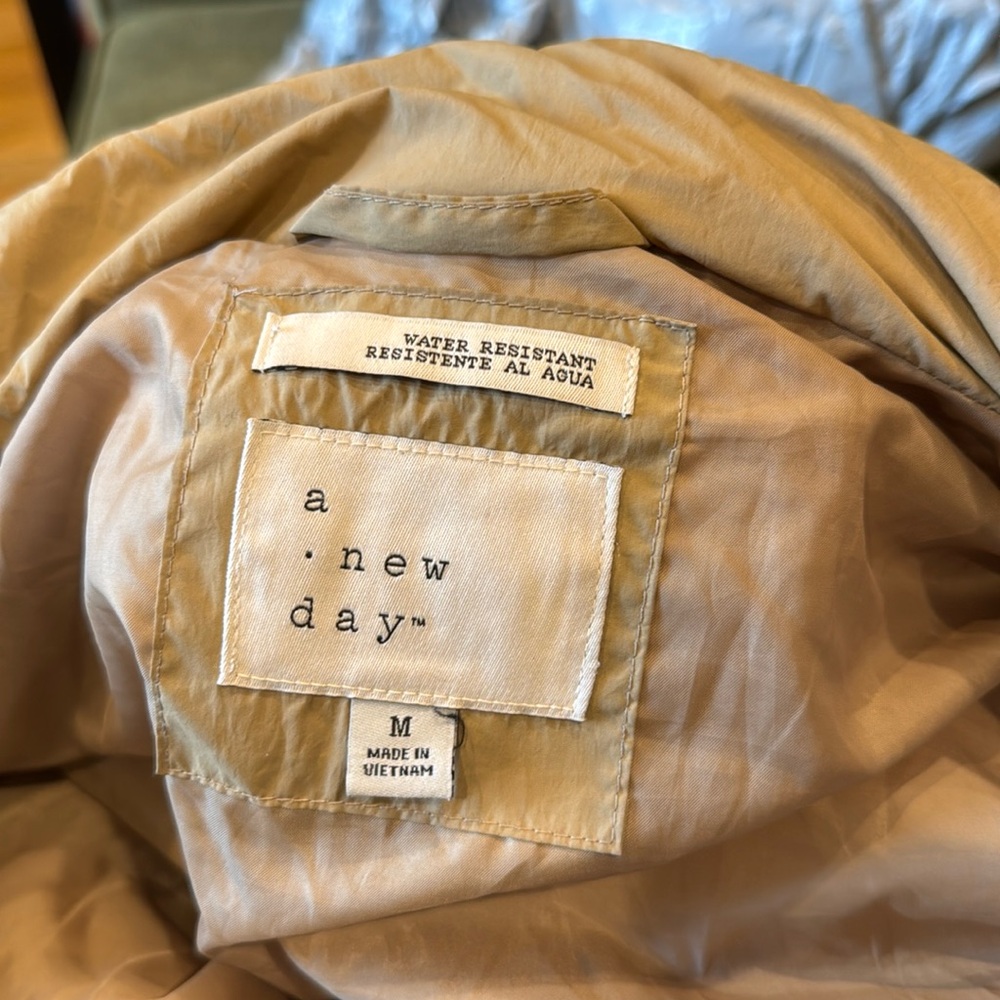 WATER RESISTANT
RESISTENTE AL AGUA
a
· new
day™
M
MADE IN
VIETNAM